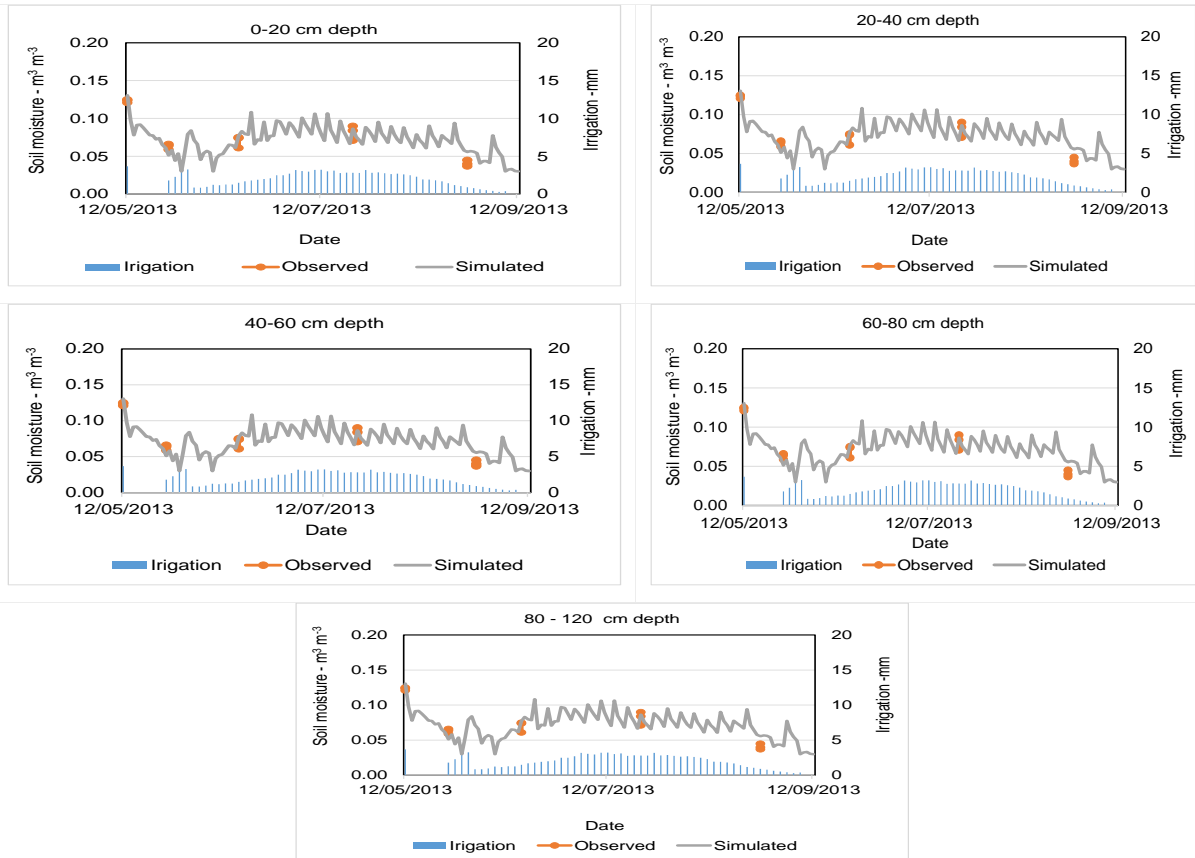 0-20 cm depth
Soil moisture - m³ m⁻³
0.20
0.15
0.10
0.05
0.00
20
15
10
5
0
Irrigation -mm
12/05/2013 12/07/2013 12/09/2013
Date
Irigation Observed Simulated
20-40 cm depth
Soil moisture - m³ m⁻³
0.20
0.15
0.10
0.05
0.00
20
15
10
5
0
Irrigation -mm
12/05/2013 12/07/2013 12/09/2013
Date
Irigation Observed Simulated
40-60 cm depth
Soil moisture - m³ m⁻³
0.20
0.15
0.10
0.05
0.00
20
15
10
5
0
Irrigation -mm
12/05/2013 12/07/2013 12/09/2013
Date
Irrigation Observed Simulated
60-80 cm depth
Soil moisture - m³ m⁻³
0.20
0.15
0.10
0.05
0.00
20
15
10
5
0
Irrigation -mm
12/05/2013 12/07/2013 12/09/2013
Date
Irrigation Observed Simulated
80 - 120 cm depth
Soil moisture - m³ m⁻³
0.20
0.15
0.10
0.05
0.00
20
15
10
5
0
Irrigation -mm
12/05/2013 12/07/2013 12/09/2013
Date
Irrigation Observed Simulated